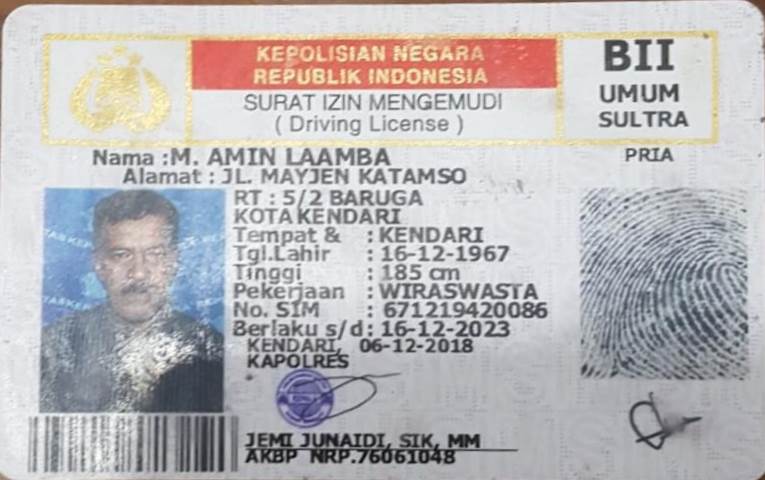 KEPOLISIAN NEGARA
REPUBLIK INDONESIA
SURAT IZIN MENGEMUDI
( Driving License )
BII
UMUM
SULTRA
PRIA
Nama : M. AMIN LAAMBA
Alamat : JL. MAYJEN KATAMSO
RT : 5/2 BARUGA
KOTA KENDARI
Tempat & : KENDARI
Tgl.Lahir : 16-12-1967
Tinggi : 185 cm
Pekerjaan : WIRASWASTA
No. SIM : 671219420086
Berlaku s/d : 16-12-2023
KENDARI, 06-12-2018
KAPOLRES
JEMI JUNAIDI, SIK, MM
AKBP NRP.76061048